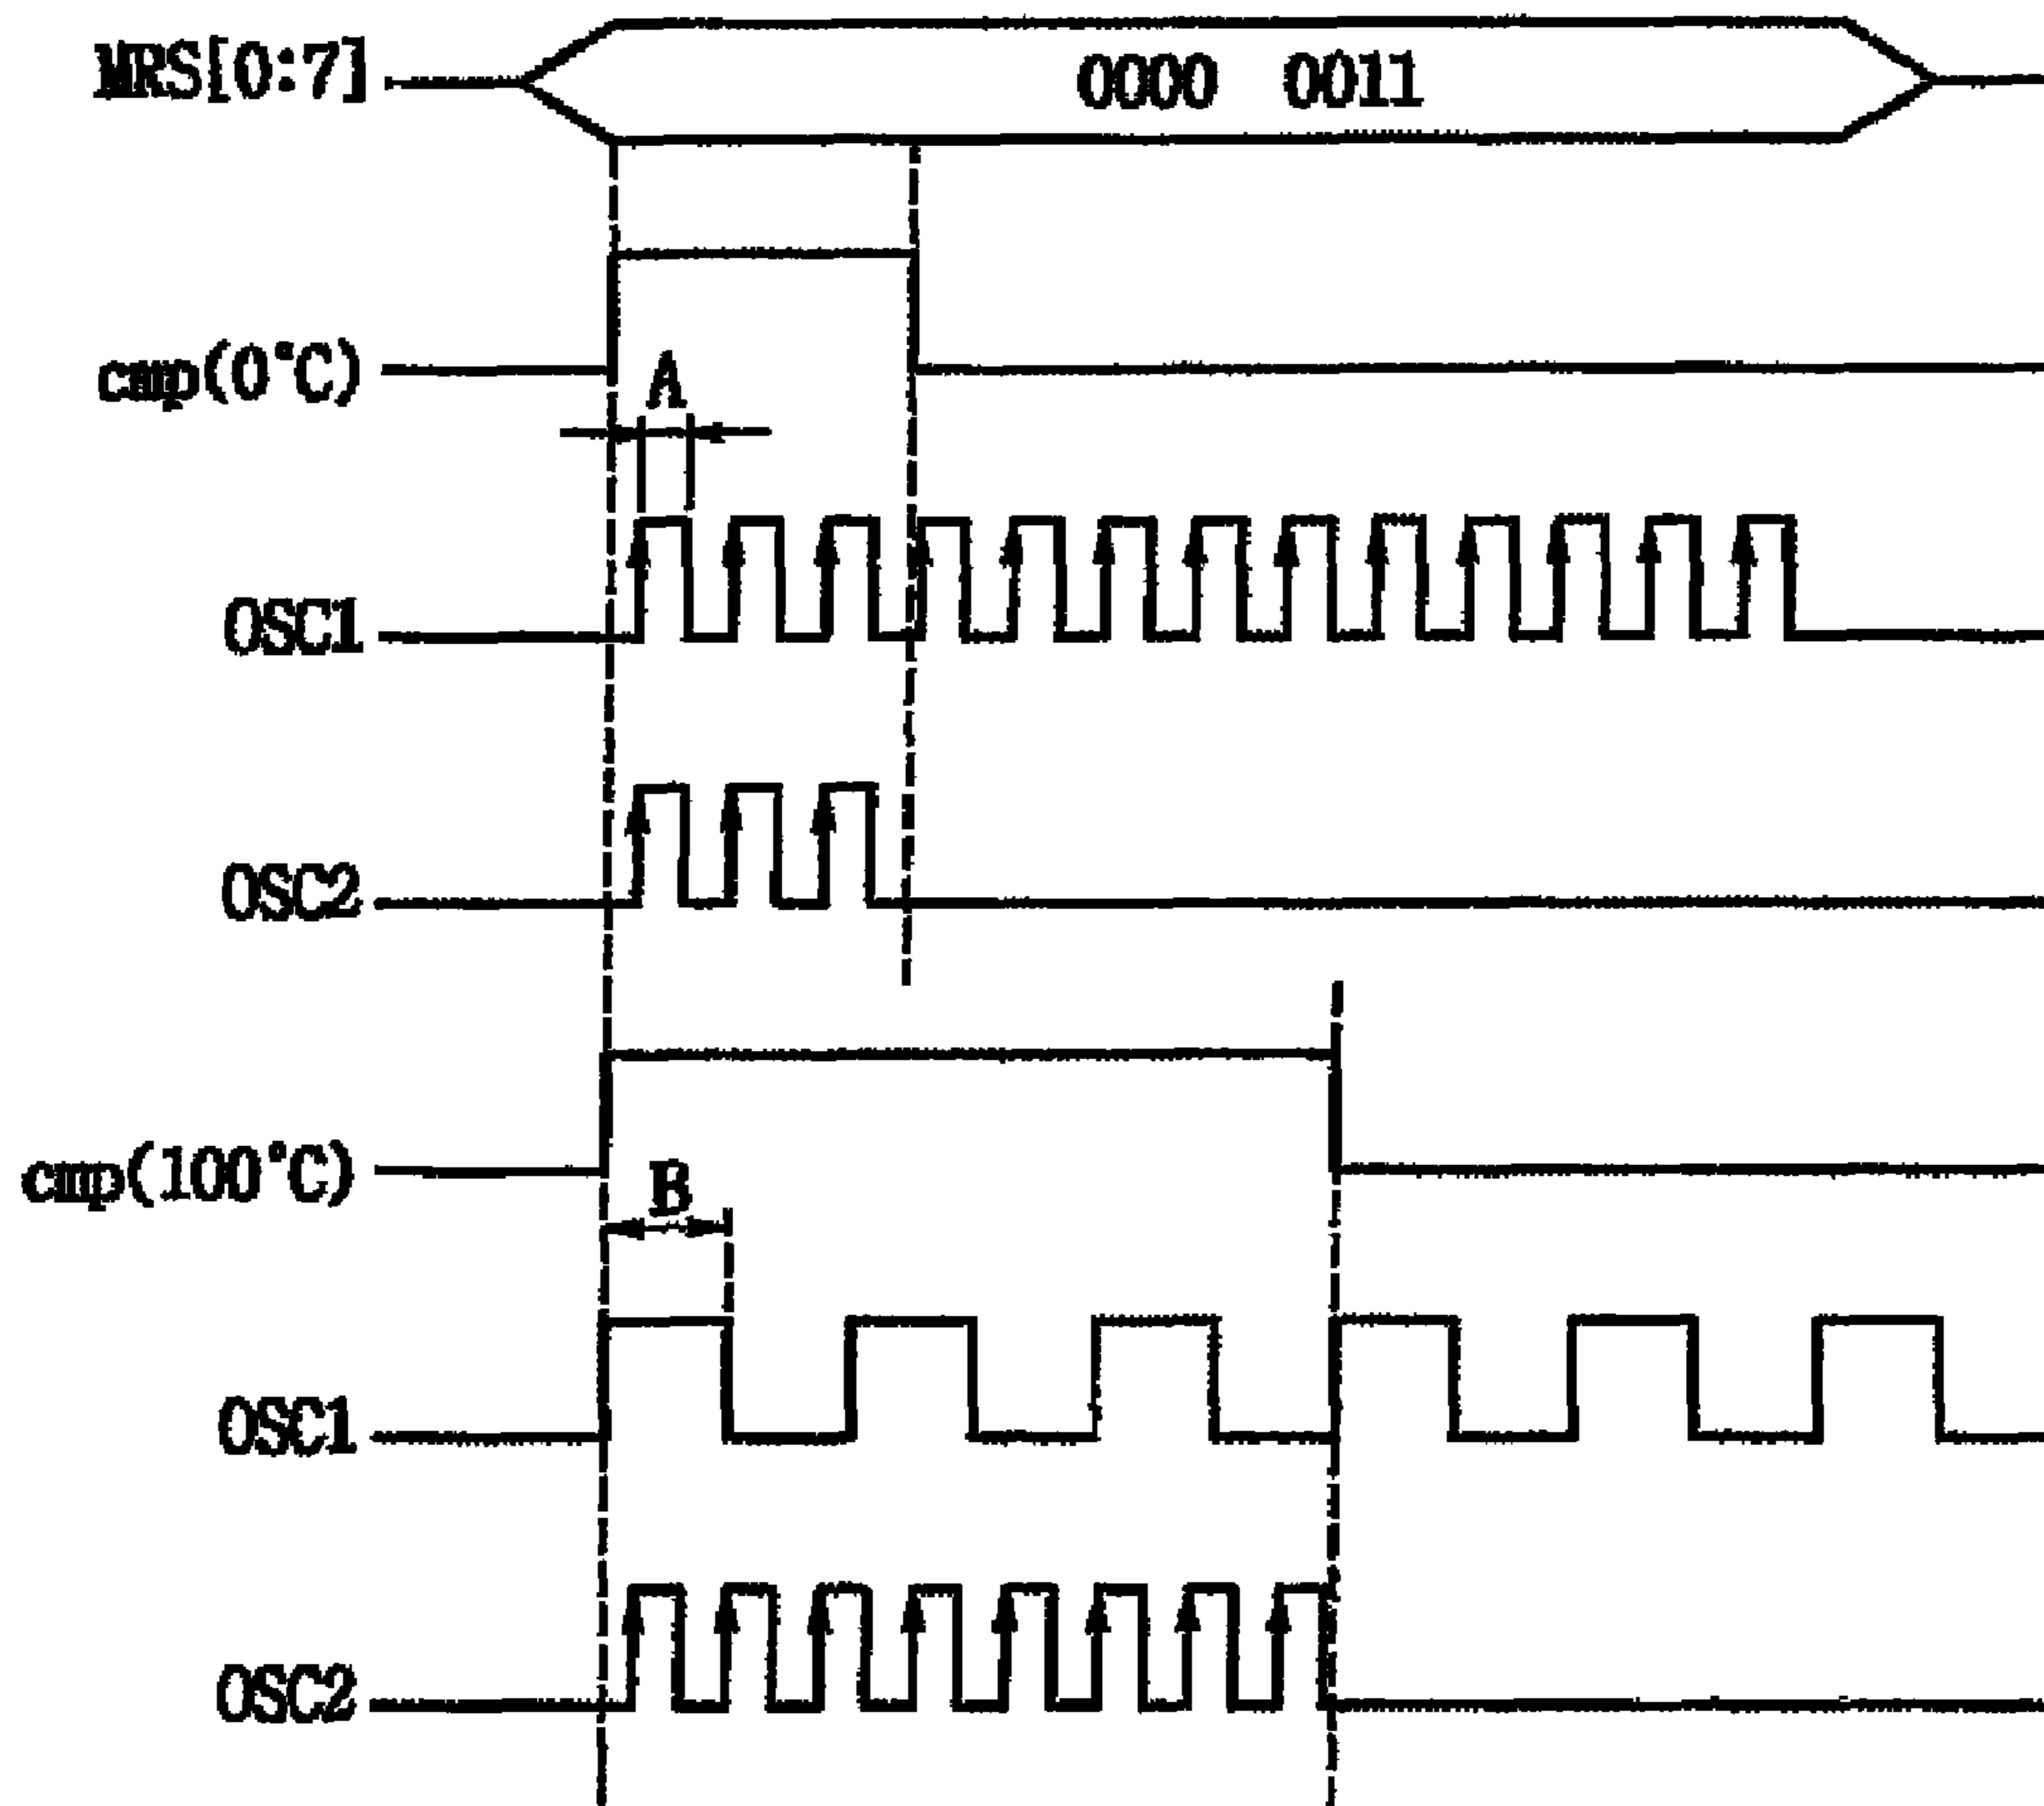 MRS[0:7] 0000 0011
cmp(0°C)
A
OSC1
OSC2
cmp(100°C)
B
OSC1
OSC2